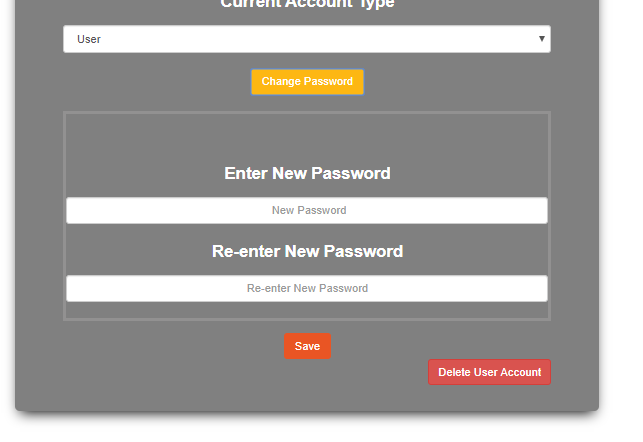 Current Account Type
User
Change Password
Enter New Password
New Password
Re-enter New Password
Re-enter New Password
Save
Delete User Account